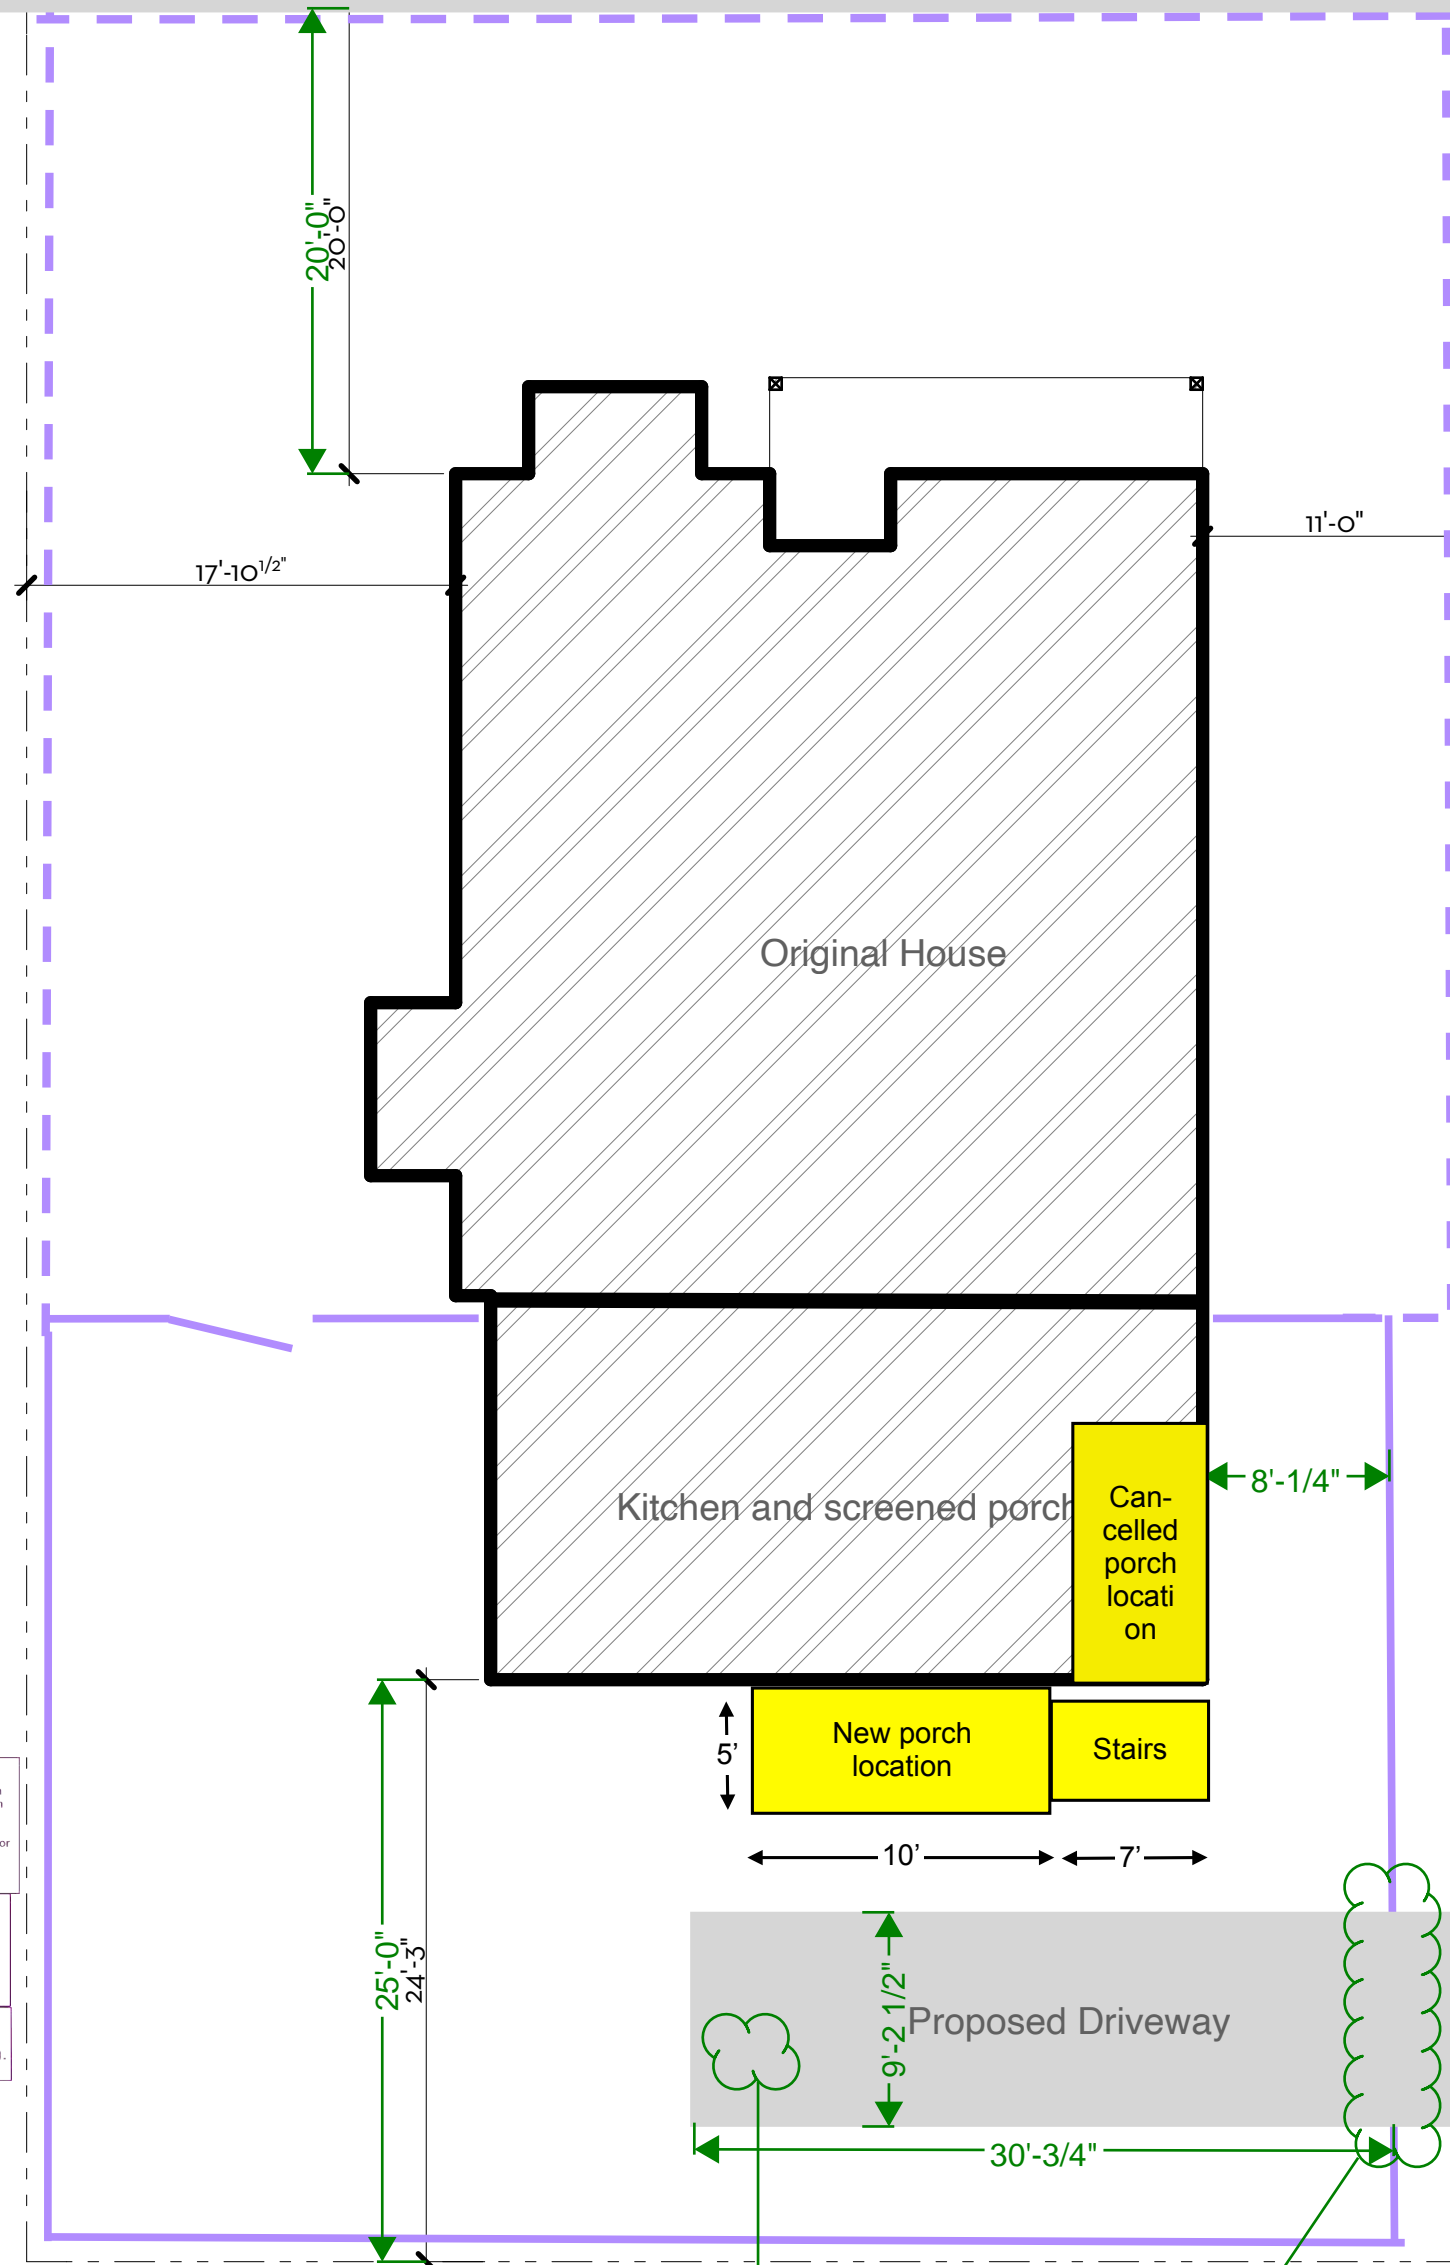 20'-0"
20'-0"
11'-0"
17'-10 1/2"
Original House
Kitchen and screened porch
Can-
celled
porch
locati
on
8'-1/4"
New porch
location
Stairs
5’
10’
7’
or
25'-0"
24'-3"
9'-2 1/2"
Proposed Driveway
30'-3/4"